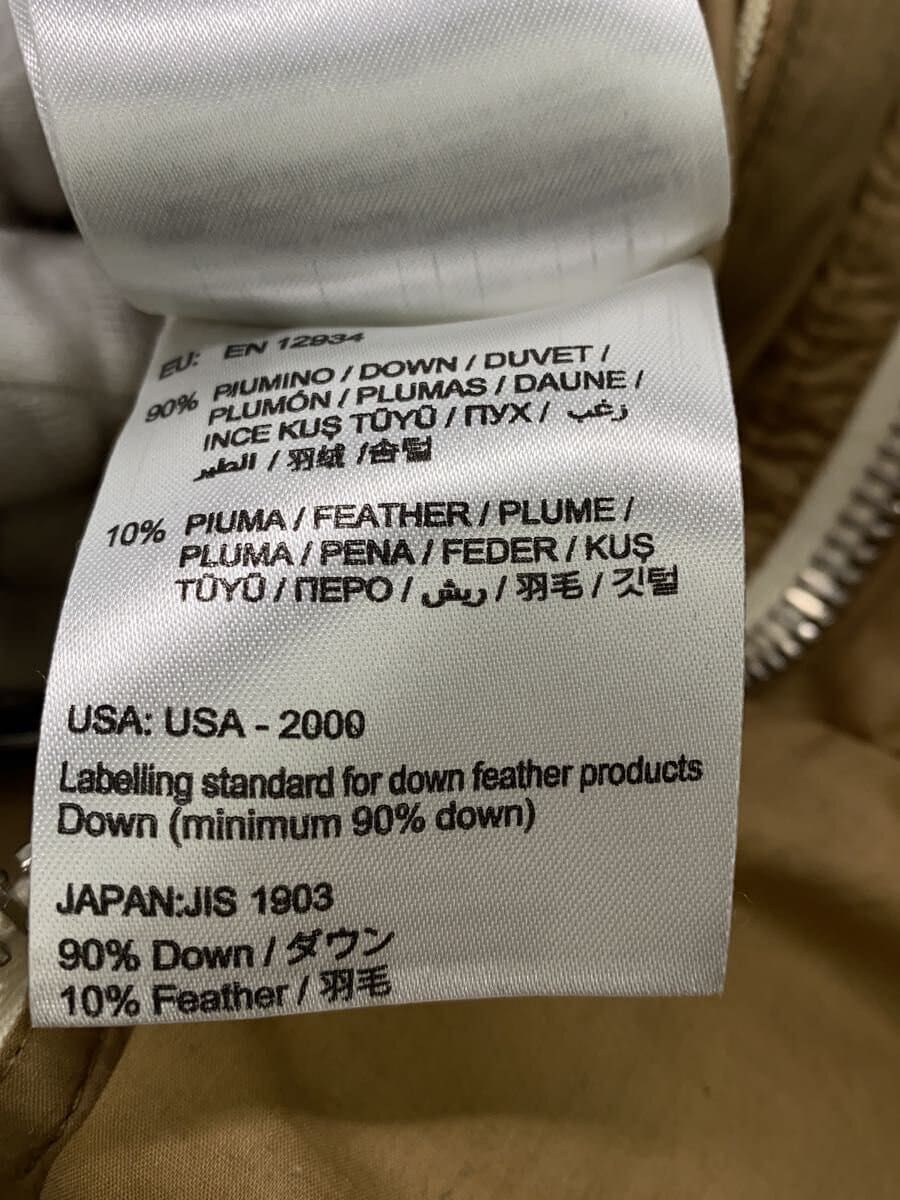 EU: EN 12934
90% PIUMINO / DOWN / DUVET /
PLUMÓN / PLUMAS / DAUNE /
INCE KUŞ TÜYÜ / ПУХ / زغب
الطير / 羽绒 / 솜털
10% PIUMA / FEATHER / PLUME /
PLUMA / PENA / FEDER / KUŞ
TÜYÜ / ПЕРО / ريش / 羽毛 / 깃털
USA: USA - 2000
Labelling standard for down feather products
Down (minimum 90% down)
JAPAN:JIS 1903
90% Down / ダウン
10% Feather / 羽毛